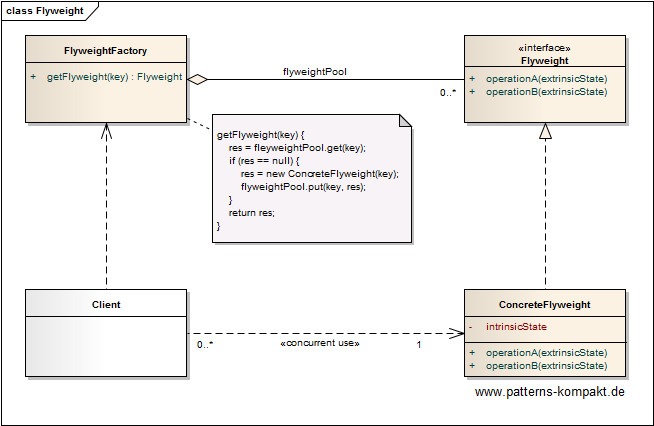 class Flyweight
FlyweightFactory
+ getFlyweight(key) : Flyweight
flyweightPool
0..*
«interface»
Flyweight
+ operationA(extrinsicState)
+ operationB(extrinsicState)
getFlyweight(key) {
res = fleyweightPool.get(key);
if (res == null) {
res = new ConcreteFlyweight(key);
flyweightPool.put(key, res);
}
return res;
}
Client
0..*
«concurrent use»
1
ConcreteFlyweight
- intrinsicState
+ operationA(extrinsicState)
+ operationB(extrinsicState)
www.patterns-kompakt.de